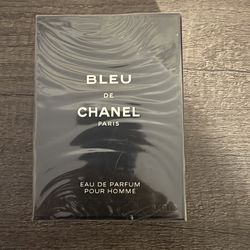 BLEU
DE
CHANEL
PARIS
EAU DE PARFUM
POUR HOMME